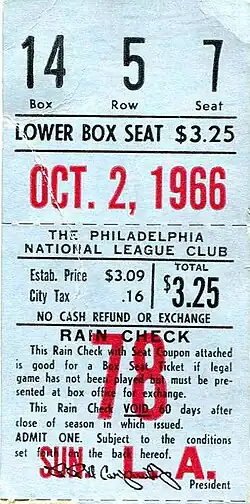 14 5 7
Box Row Seat
LOWER BOX SEAT $3.25
OCT. 2, 1966
THE PHILADELPHIA
NATIONAL LEAGUE CLUB
Estab. Price $3.09
City Tax .16
TOTAL
$3.25
NO CASH REFUND OR EXCHANGE
RAIN CHECK
This Rain Check with Seat Coupon attached
is good for a Box Seat Ticket if legal
game has not been played but must be pre-
sented at box office for exchange.
This Rain Check VOID 60 days after
close of season in which issued.
ADMIT ONE. Subject to the conditions
set forth on the back hereof.
78
SUN. A.
President